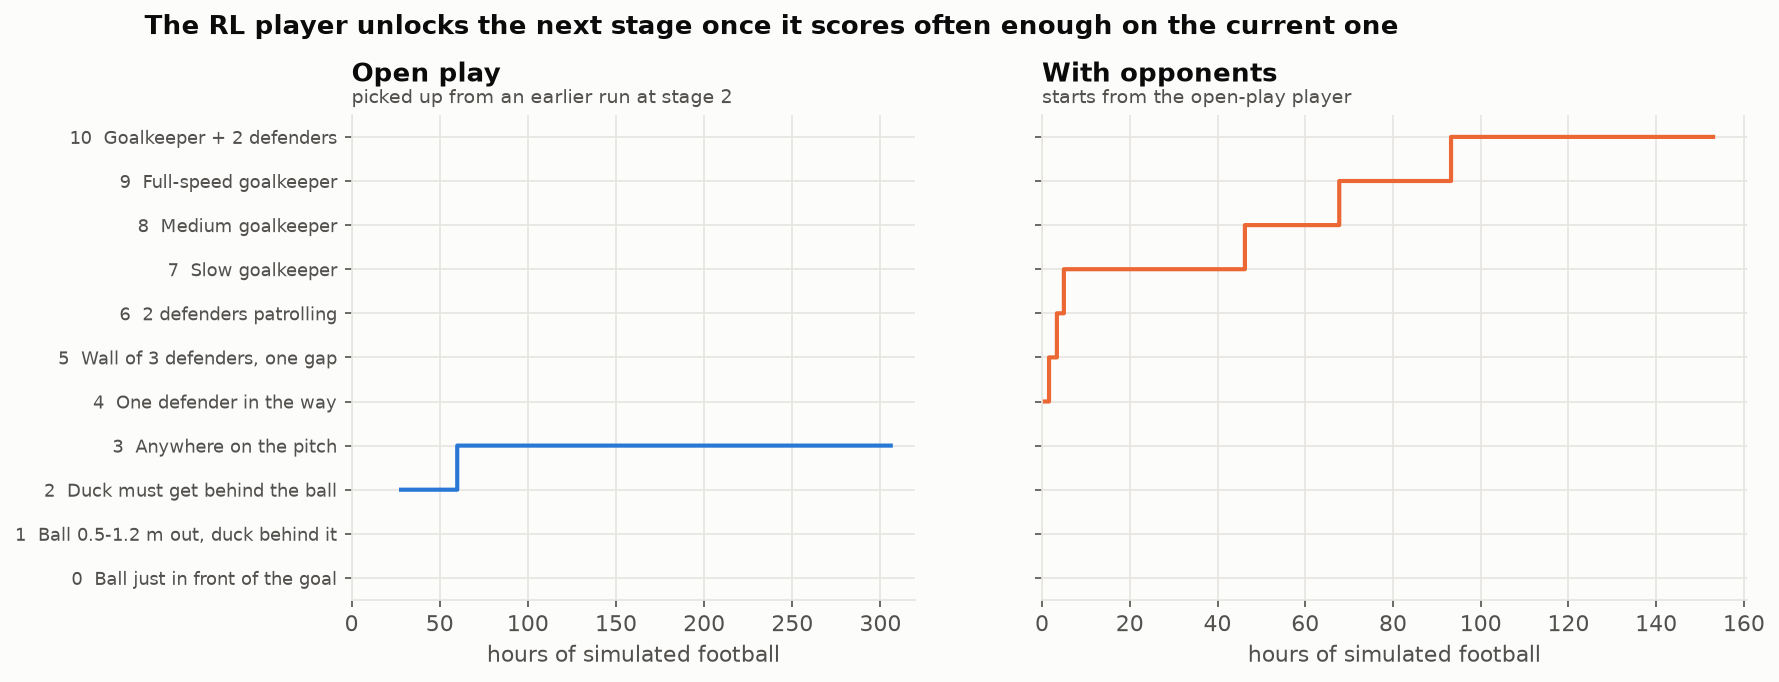 The RL player unlocks the next stage once it scores often enough on the current one
Open play
picked up from an earlier run at stage 2
With opponents
starts from the open-play player
10 Goalkeeper + 2 defenders
9 Full-speed goalkeeper
8 Medium goalkeeper
7 Slow goalkeeper
6 2 defenders patrolling
5 Wall of 3 defenders, one gap
4 One defender in the way
3 Anywhere on the pitch
2 Duck must get behind the ball
1 Ball 0.5-1.2 m out, duck behind it
0 Ball just in front of the goal
0 50 100 150 200 250 300
hours of simulated football
0 20 40 60 80 100 120 140 160
hours of simulated football